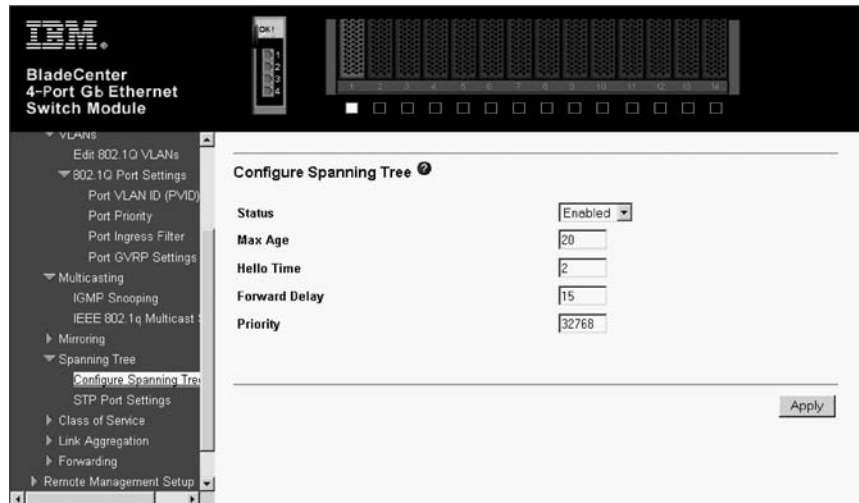 IBM®
BladeCenter
4-Port Gb Ethernet
Switch Module
OK!
1
2
3
4
1 2 3 4 5 6 7 8 9 10 11 12 13 14
VLANs
Edit 802.1Q VLANs
802.1Q Port Settings
Port VLAN ID (PVID)
Port Priority
Port Ingress Filter
Port GVRP Settings
Multicasting
IGMP Snooping
IEEE 802.1q Multicast
Mirroring
Spanning Tree
Configure Spanning Tree
STP Port Settings
Class of Service
Link Aggregation
Forwarding
Remote Management Setup
Configure Spanning Tree ?
Status Enabled
Max Age 20
Hello Time 2
Forward Delay 15
Priority 32768
Apply